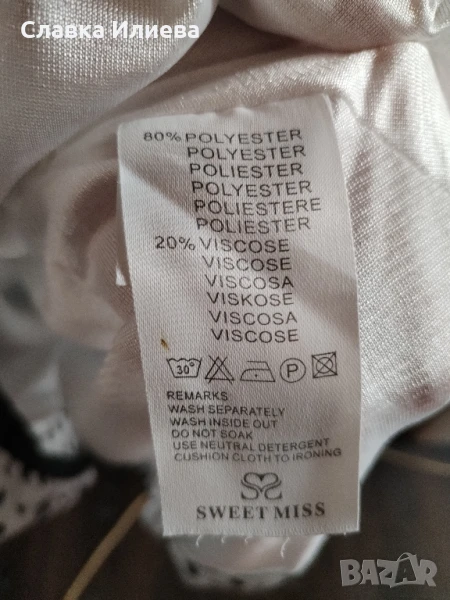 Славка Илиева
80% POLYESTER
POLYESTER
POLIESTER
POLYESTER
POLIESTERE
POLIESTER
20% VISCOSE
VISCOSE
VISCOSA
VISKOSE
VISCOSA
VISCOSE
30° P
REMARKS
WASH SEPARATELY
WASH INSIDE OUT
DO NOT SOAK
USE NEUTRAL DETERGENT
CUSHION CLOTH TO IRONING
SWEET MISS
BAZAR